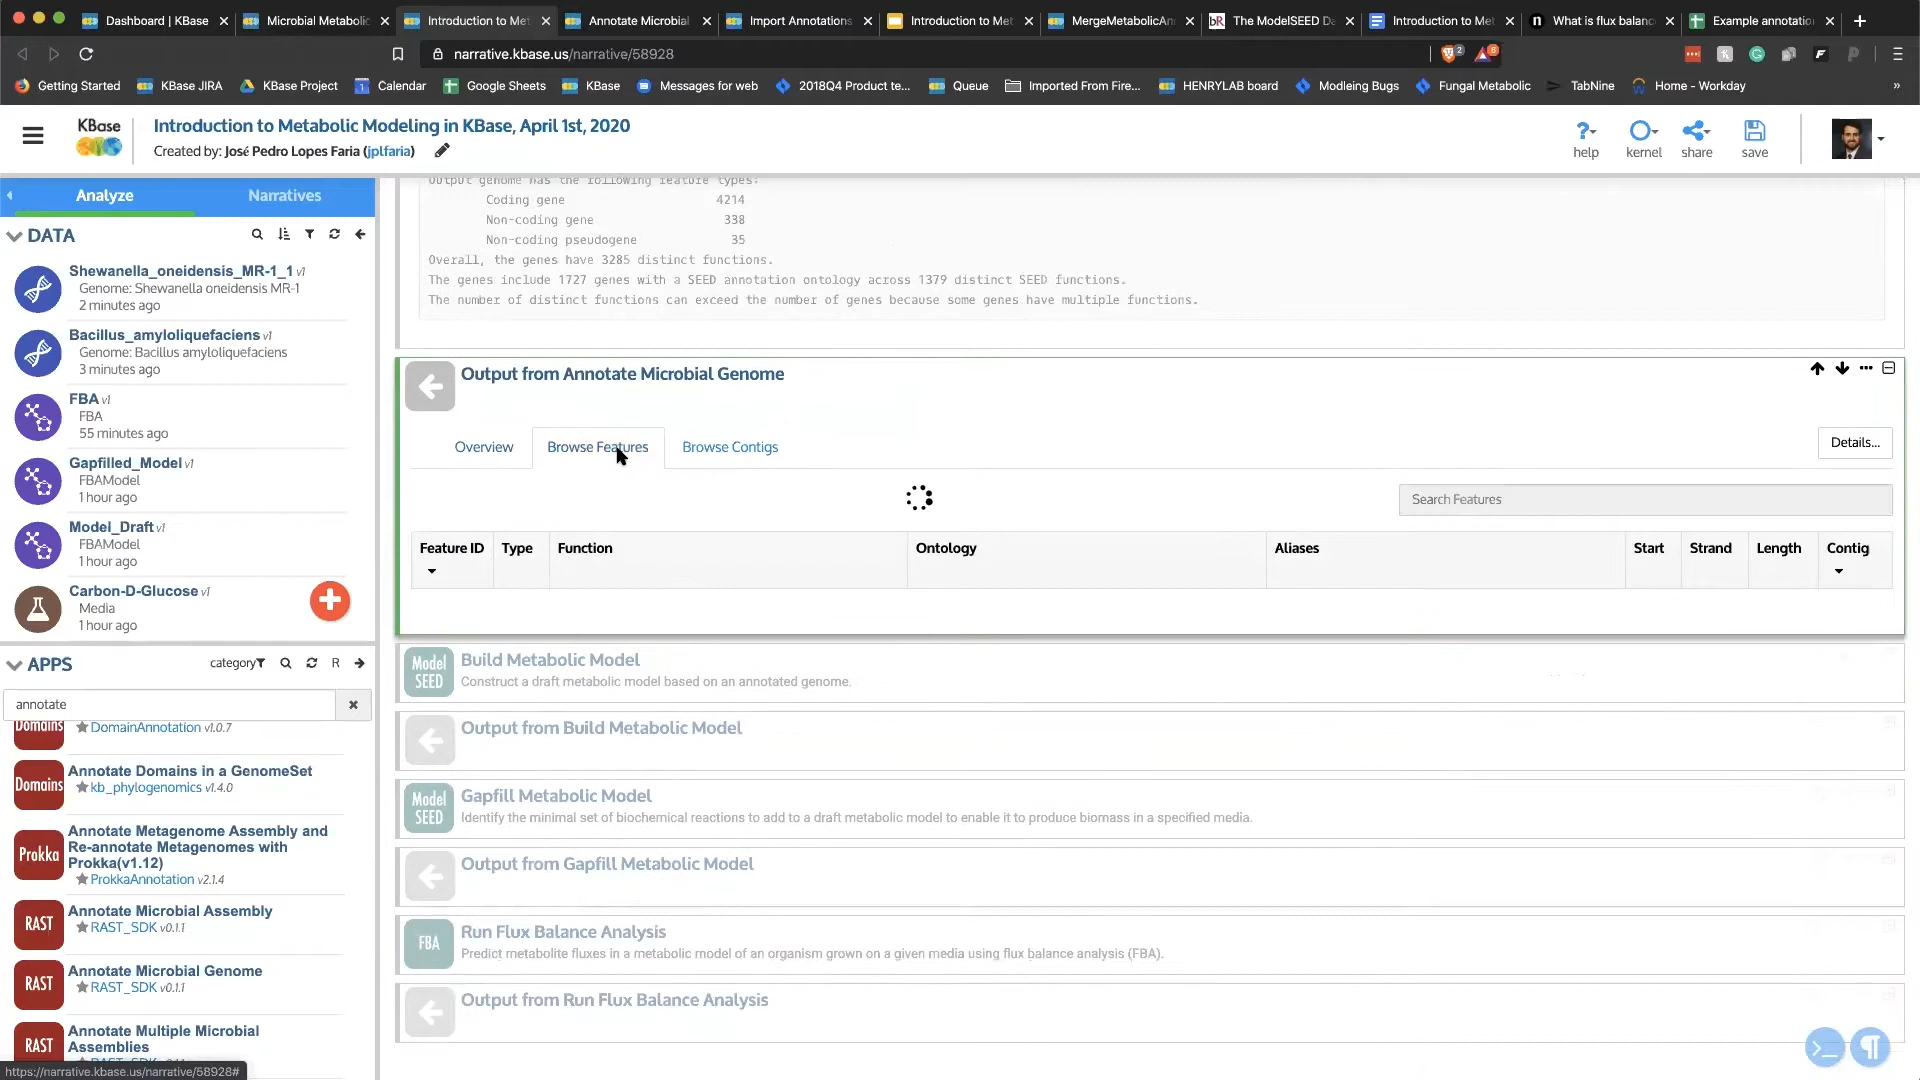 Dashboard | KBase
Microbial Metabolic
Introduction to Met
Annotate Microbial
Import Annotations
Introduction to Met
MergeMetabolicAn
bR The ModelSEED Da
Introduction to Met
n What is flux balanc
Example annotatio
narrative.kbase.us/narrative/58928
2
8
Getting Started
KBase JIRA
KBase Project
Calendar
Google Sheets
KBase
Messages for web
2018Q4 Product te...
Queue
Imported From Fire...
HENRYLAB board
Modleing Bugs
Fungal Metabolic
TabNine
Home - Workday
»
KBase
Introduction to Metabolic Modeling in KBase, April 1st, 2020
Created by: José Pedro Lopes Faria (jplfaria)
help
kernel
share
save
Analyze
Narratives
DATA
Shewanella_oneidensis_MR-1_1 v1
Genome: Shewanella oneidensis MR-1
2 minutes ago
Bacillus_amyloliquefaciens v1
Genome: Bacillus amyloliquefaciens
3 minutes ago
FBA v1
FBA
55 minutes ago
Gapfilled_Model v1
FBAModel
1 hour ago
Model_Draft v1
FBAModel
1 hour ago
Carbon-D-Glucose v1
Media
1 hour ago
APPS
category
R
annotate
Domains
DomainAnnotation v1.0.7
Domains
Annotate Domains in a GenomeSet
kb_phylogenomics v1.4.0
Prokka
Annotate Metagenome Assembly and
Re-annotate Metagenomes with
Prokka(v1.12)
ProkkaAnnotation v2.1.4
RAST
Annotate Microbial Assembly
RAST_SDK v0.1.1
RAST
Annotate Microbial Genome
RAST_SDK v0.1.1
RAST
Annotate Multiple Microbial
Assemblies
https://narrative.kbase.us/narrative/58928#
Output genome has the following feature types:
Coding gene 4214
Non-coding gene 338
Non-coding pseudogene 35
Overall, the genes have 3285 distinct functions.
The genes include 1727 genes with a SEED annotation ontology across 1379 distinct SEED functions.
The number of distinct functions can exceed the number of genes because some genes have multiple functions.
Output from Annotate Microbial Genome
Overview
Browse Features
Browse Contigs
Details...
Search Features
Feature ID
Type
Function
Ontology
Aliases
Start
Strand
Length
Contig
Model
SEED
Build Metabolic Model
Construct a draft metabolic model based on an annotated genome.
Output from Build Metabolic Model
Model
SEED
Gapfill Metabolic Model
Identify the minimal set of biochemical reactions to add to a draft metabolic model to enable it to produce biomass in a specified media.
Output from Gapfill Metabolic Model
FBA
Run Flux Balance Analysis
Predict metabolite fluxes in a metabolic model of an organism grown on a given media using flux balance analysis (FBA).
Output from Run Flux Balance Analysis